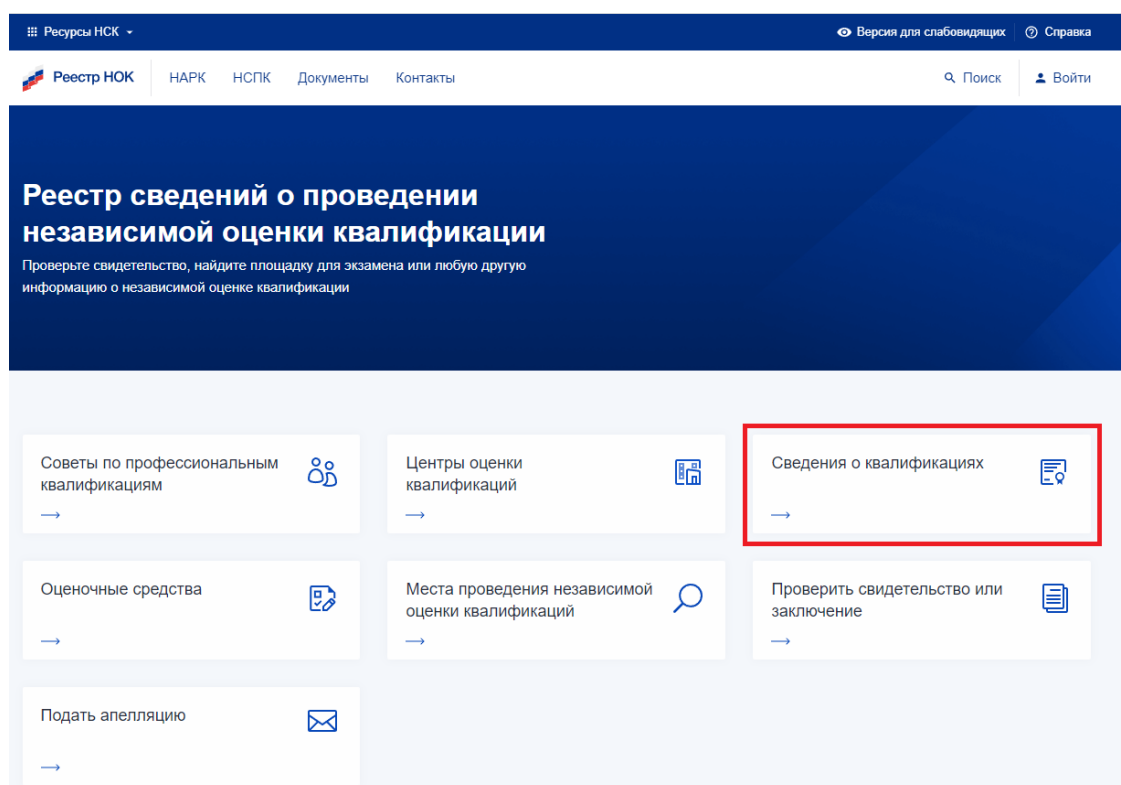 Ресурсы НСК
Версия для слабовидящих
Справка
Реестр НОК
НАРК
НСПК
Документы
Контакты
Поиск
Войти
Реестр сведений о проведении
независимой оценки квалификации
Проверьте свидетельство, найдите площадку для экзамена или любую другую
информацию о независимой оценке квалификации
Советы по профессиональным
квалификациям
Центры оценки
квалификаций
Сведения о квалификациях
Оценочные средства
Места проведения независимой
оценки квалификаций
Проверить свидетельство или
заключение
Подать апелляцию